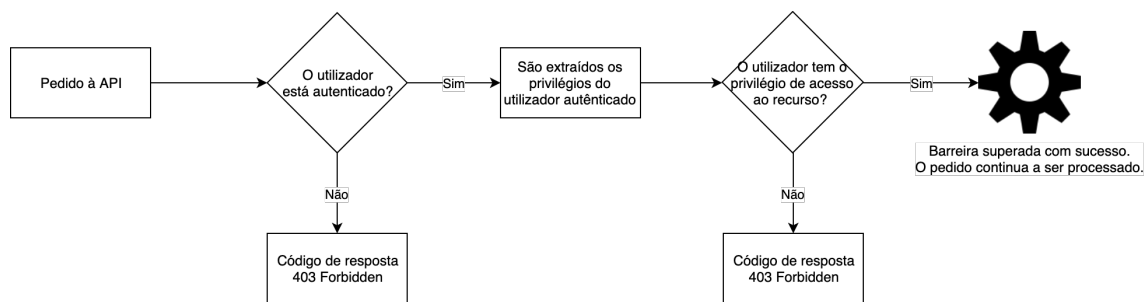 Pedido à API
O utilizador
está autenticado?
Sim
São extraídos os
privilégios do
utilizador autênticado
O utilizador tem o
privilégio de acesso
ao recurso?
Sim
Barreira superada com sucesso.
O pedido continua a ser processado.
Não
Não
Código de resposta
403 Forbidden
Código de resposta
403 Forbidden